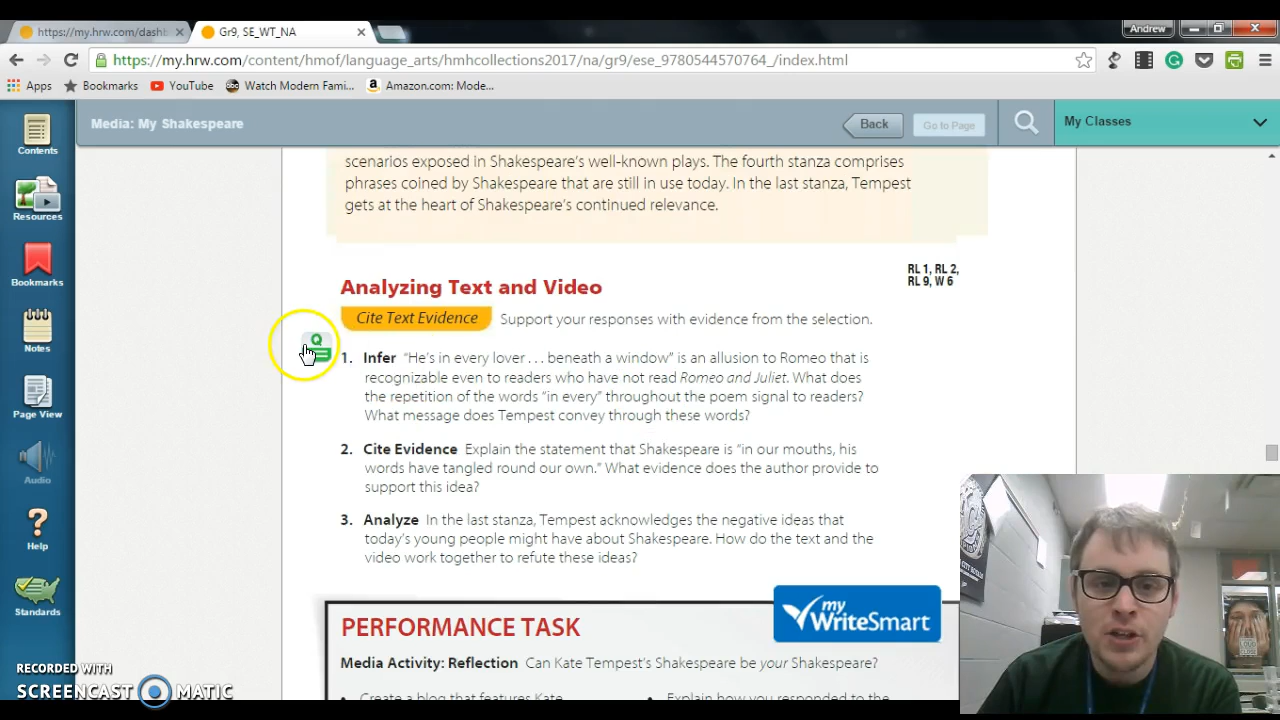 https://my.hrw.com/dashb
Gr9, SE_WT_NA
Andrew
https://my.hrw.com/content/hmof/language_arts/hmhcollections2017/na/gr9/ese_9780544570764_/index.html
Apps
Bookmarks
YouTube
abc
Watch Modern Fami...
a
Amazon.com: Mode...
Contents
Resources
Bookmarks
Notes
Page View
Audio
Help
Standards
Media: My Shakespeare
Back
Go to Page
My Classes
scenarios exposed in Shakespeare's well-known plays. The fourth stanza comprises
phrases coined by Shakespeare that are still in use today. In the last stanza, Tempest
gets at the heart of Shakespeare's continued relevance.
RL 1, RL 2,
RL 9, W 6
Analyzing Text and Video
Cite Text Evidence Support your responses with evidence from the selection.
Q
1. Infer "He's in every lover . . . beneath a window" is an allusion to Romeo that is
recognizable even to readers who have not read Romeo and Juliet. What does
the repetition of the words "in every" throughout the poem signal to readers?
What message does Tempest convey through these words?
2. Cite Evidence Explain the statement that Shakespeare is "in our mouths, his
words have tangled round our own." What evidence does the author provide to
support this idea?
3. Analyze In the last stanza, Tempest acknowledges the negative ideas that
today's young people might have about Shakespeare. How do the text and the
video work together to refute these ideas?
my
WriteSmart
PERFORMANCE TASK
Media Activity: Reflection Can Kate Tempest's Shakespeare be your Shakespeare?
• Create a blog that features Kate
• Explain how you responded to the
RECORDED WITH
SCREENCAST MATIC